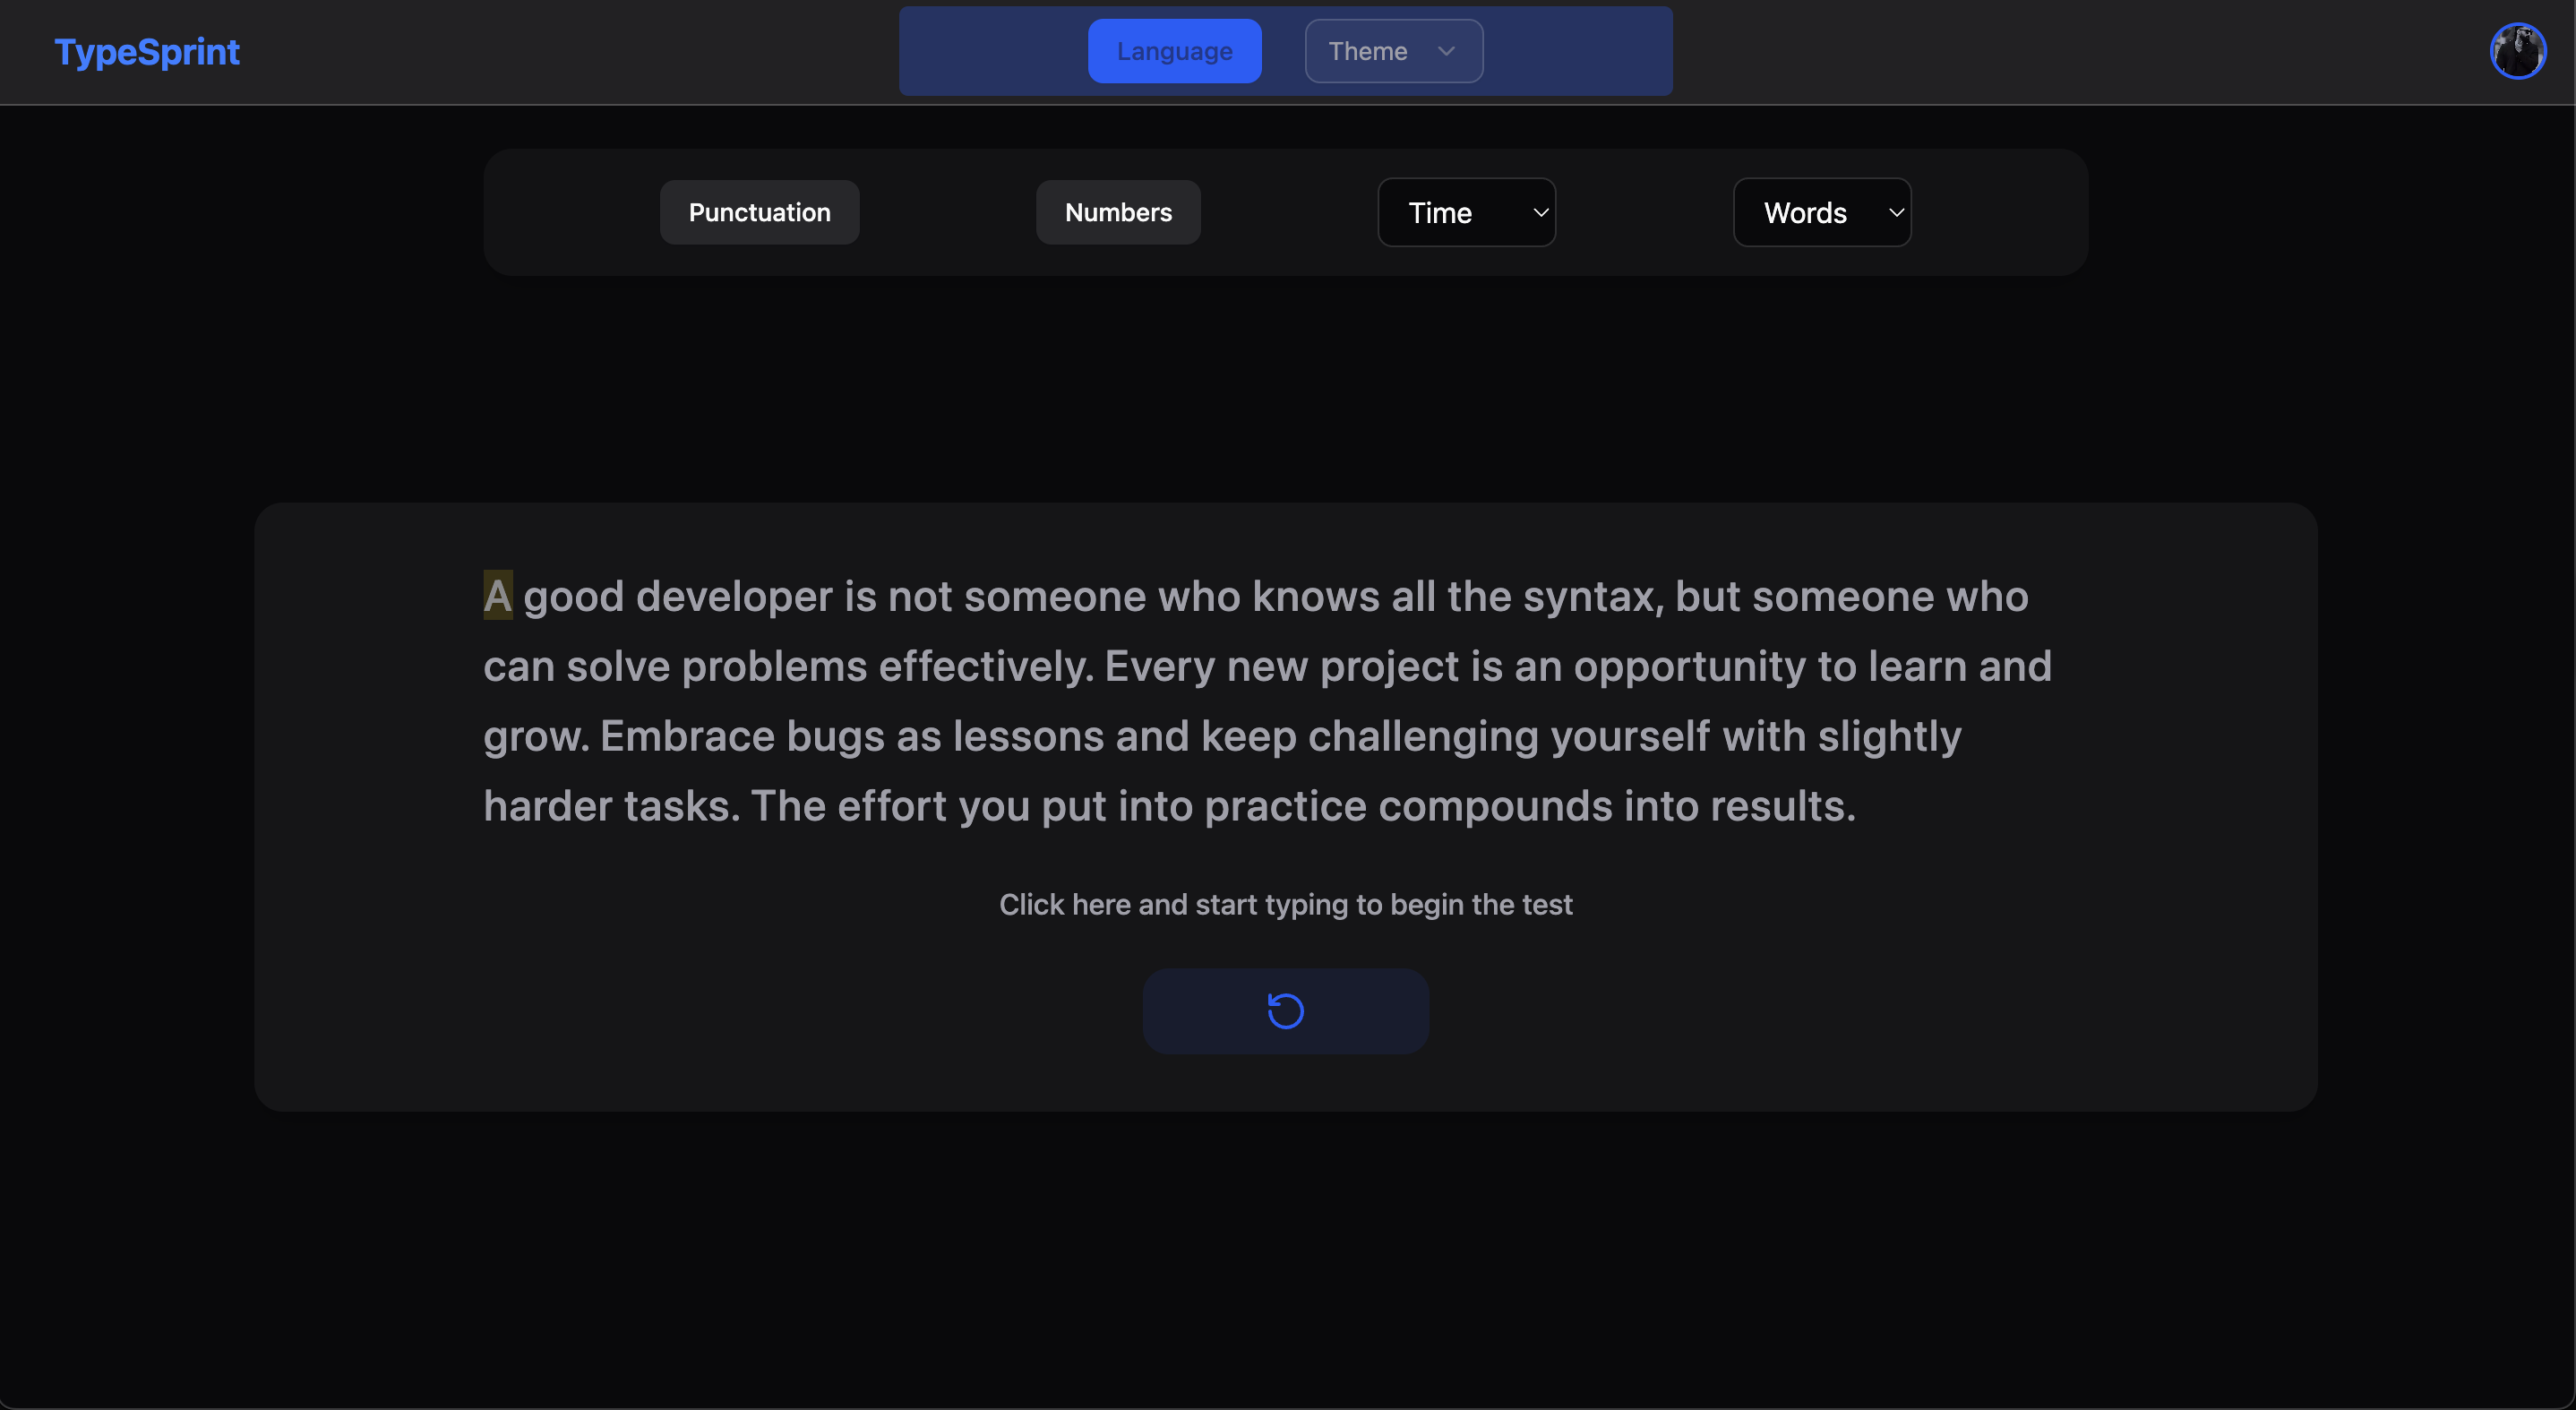 TypeSprint
Language
Theme
Punctuation
Numbers
Time
Words
A good developer is not someone who knows all the syntax, but someone who
can solve problems effectively. Every new project is an opportunity to learn and
grow. Embrace bugs as lessons and keep challenging yourself with slightly
harder tasks. The effort you put into practice compounds into results.
Click here and start typing to begin the test